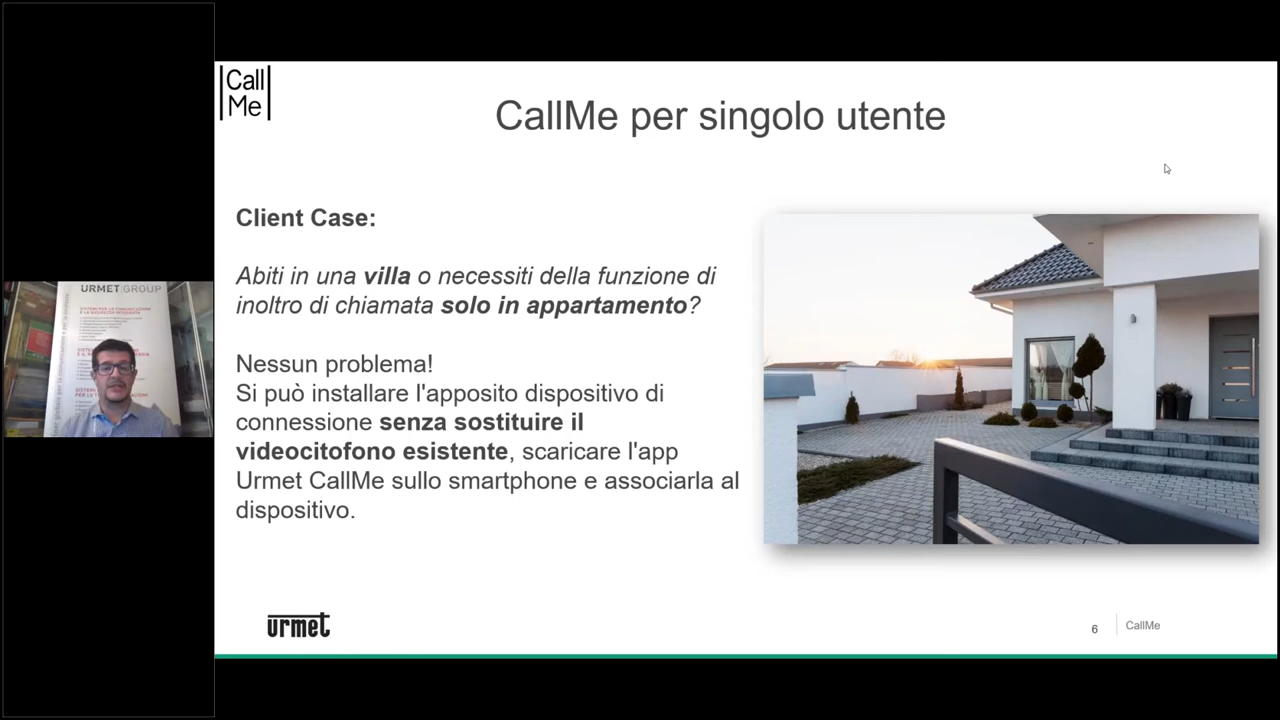 Call
Me
CallMe per singolo utente
Client Case:
Abiti in una villa o necessiti della funzione di
inoltro di chiamata solo in appartamento?
Nessun problema!
Si può installare l'apposito dispositivo di
connessione senza sostituire il
videocitofono esistente, scaricare l'app
Urmet CallMe sullo smartphone e associarla al
dispositivo.
urmet
6
CallMe
URMET GROUP